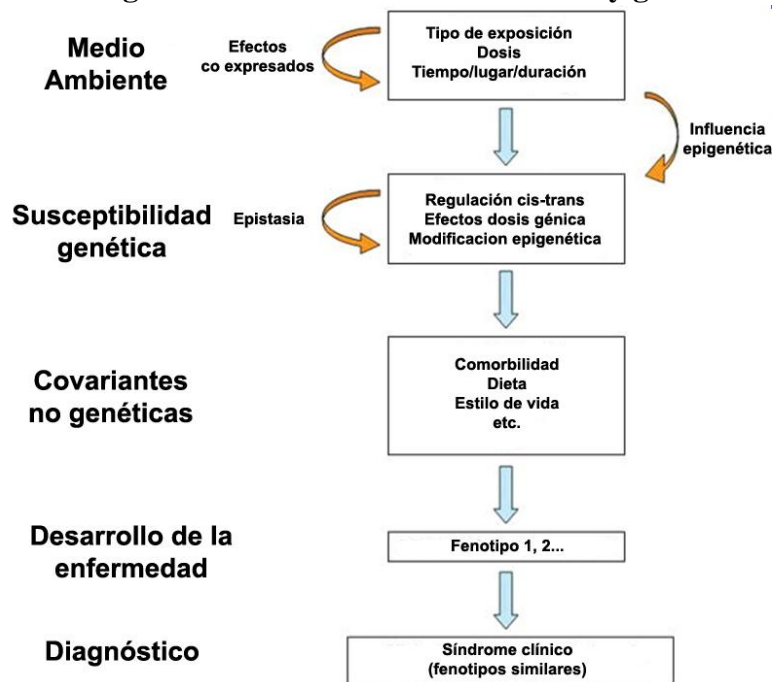 Medio
Ambiente
Efectos
co expresados
Tipo de exposición
Dosis
Tiempo/lugar/duración
Influencia
epigenética
Susceptibilidad
genética
Epistasia
Regulación cis-trans
Efectos dosis génica
Modificacion epigenética
Covariantes
no genéticas
Comorbilidad
Dieta
Estilo de vida
etc.
Desarrollo de la
enfermedad
Fenotipo 1, 2...
Diagnóstico
Síndrome clínico
(fenotipos similares)